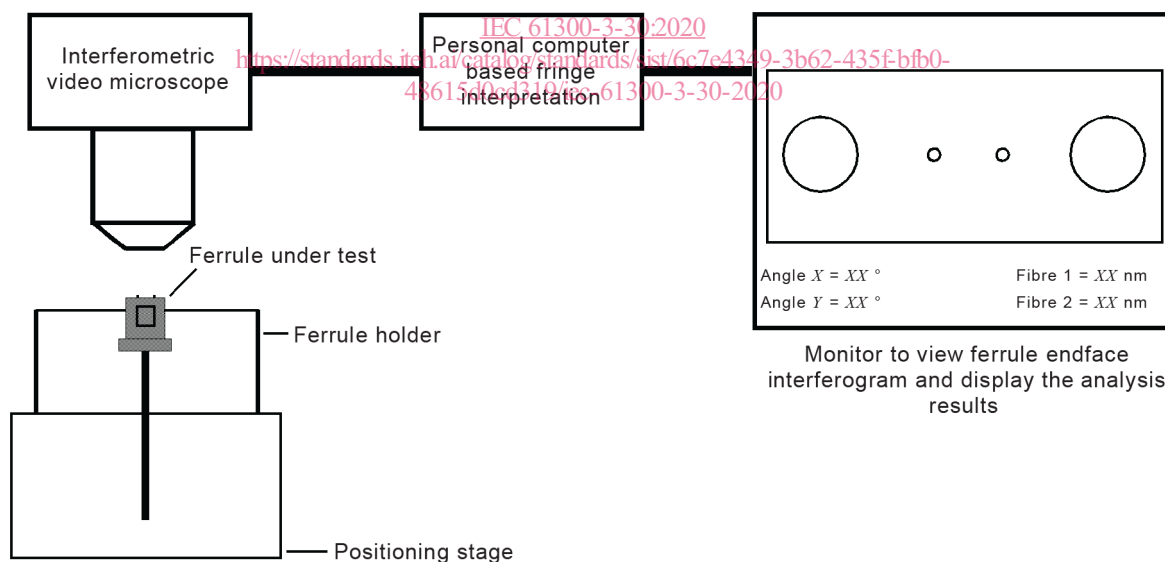 IEC 61300-3-30:2020
https://standards.iteh.ai/catalog/standards/sist/6c7e4349-3b62-435f-bfb0-
48615d0cd319/iec-61300-3-30-2020
Interferometric
video microscope
Personal computer
based fringe
interpretation
Angle X = XX °
Fibre 1 = XX nm
Angle Y = XX °
Fibre 2 = XX nm
Monitor to view ferrule endface
interferogram and display the analysis
results
Ferrule under test
Ferrule holder
Positioning stage